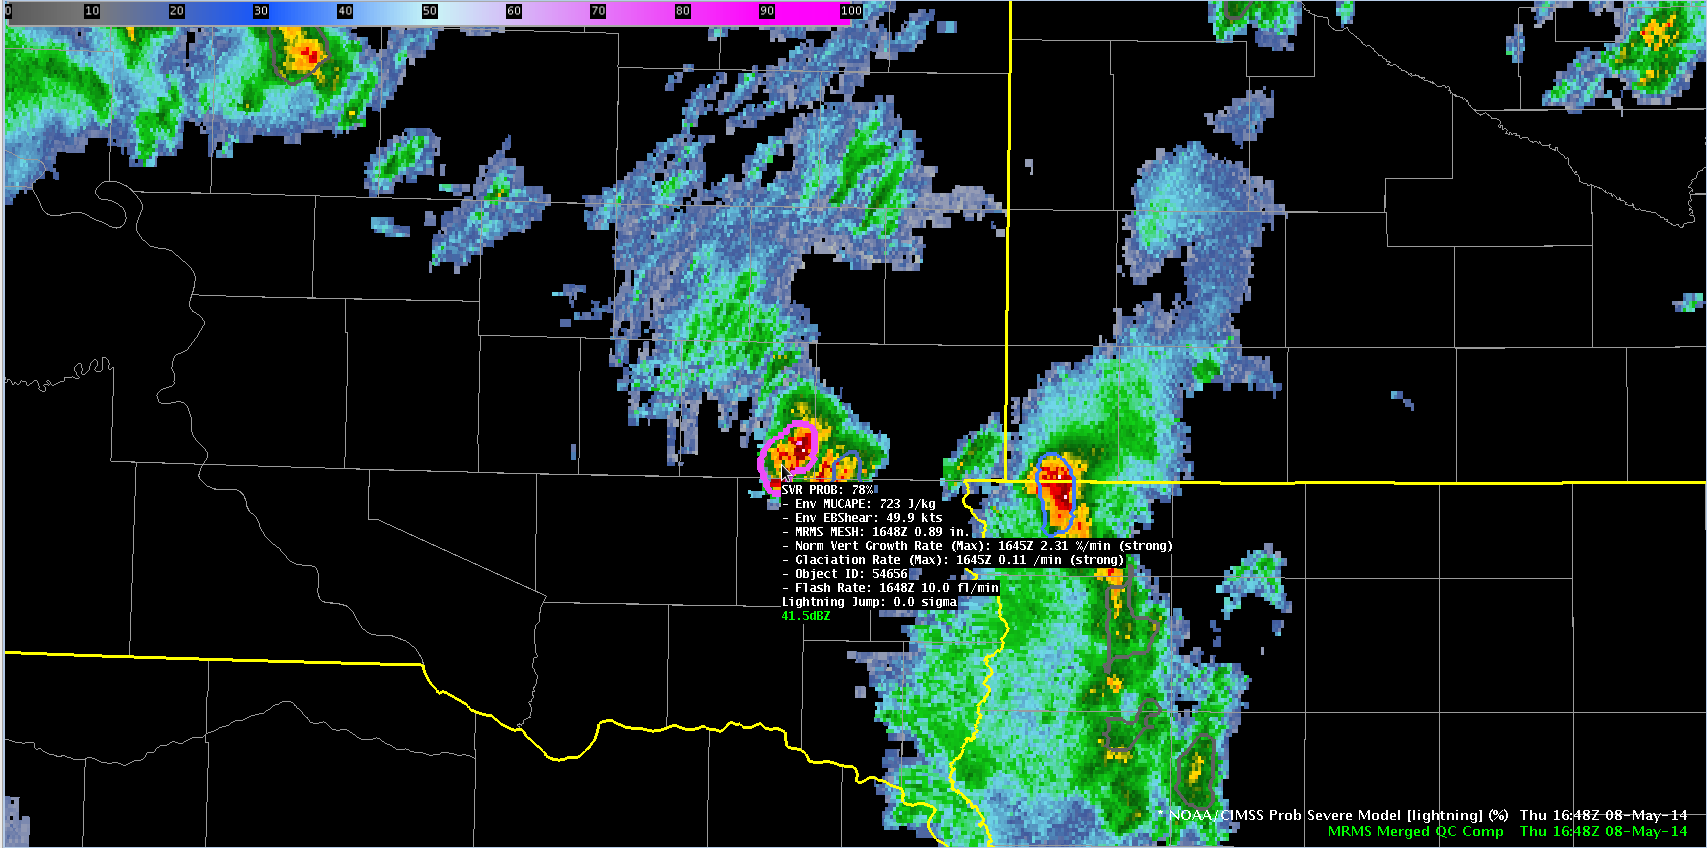 0 10 20 30 40 50 60 70 80 90 100
SVR PROB: 78%
- Env MUCAPE: 723 J/kg
- Env EBShear: 49.9 kts
- MRMS MESH: 1648Z 0.89 in.
- Norm Vert Growth Rate (Max): 1645Z 2.31 %/min (strong)
- Glaciation Rate (Max): 1645Z 0.11 /min (strong)
- Object ID: 54656
- Flash Rate: 1648Z 10.0 fl/min
Lightning Jump: 0.0 sigma
41.5dBZ
* NOAA/CIMSS Prob Severe Model [lightning] (%) Thu 16:48Z 08-May-14
MRMS Merged QC Comp Thu 16:48Z 08-May-14